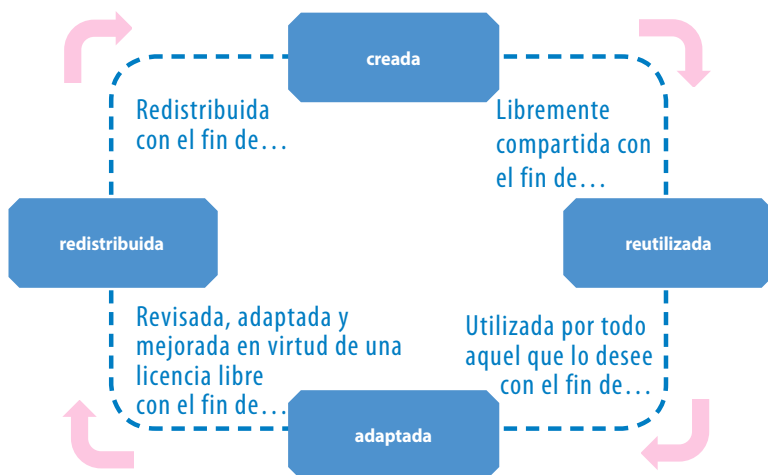 creada
Redistribuida
con el fin de…
Libremente
compartida con
el fin de…
redistribuida
reutilizada
Revisada, adaptada y
mejorada en virtud de una
licencia libre
con el fin de…
Utilizada por todo
aquel que lo desee
con el fin de…
adaptada